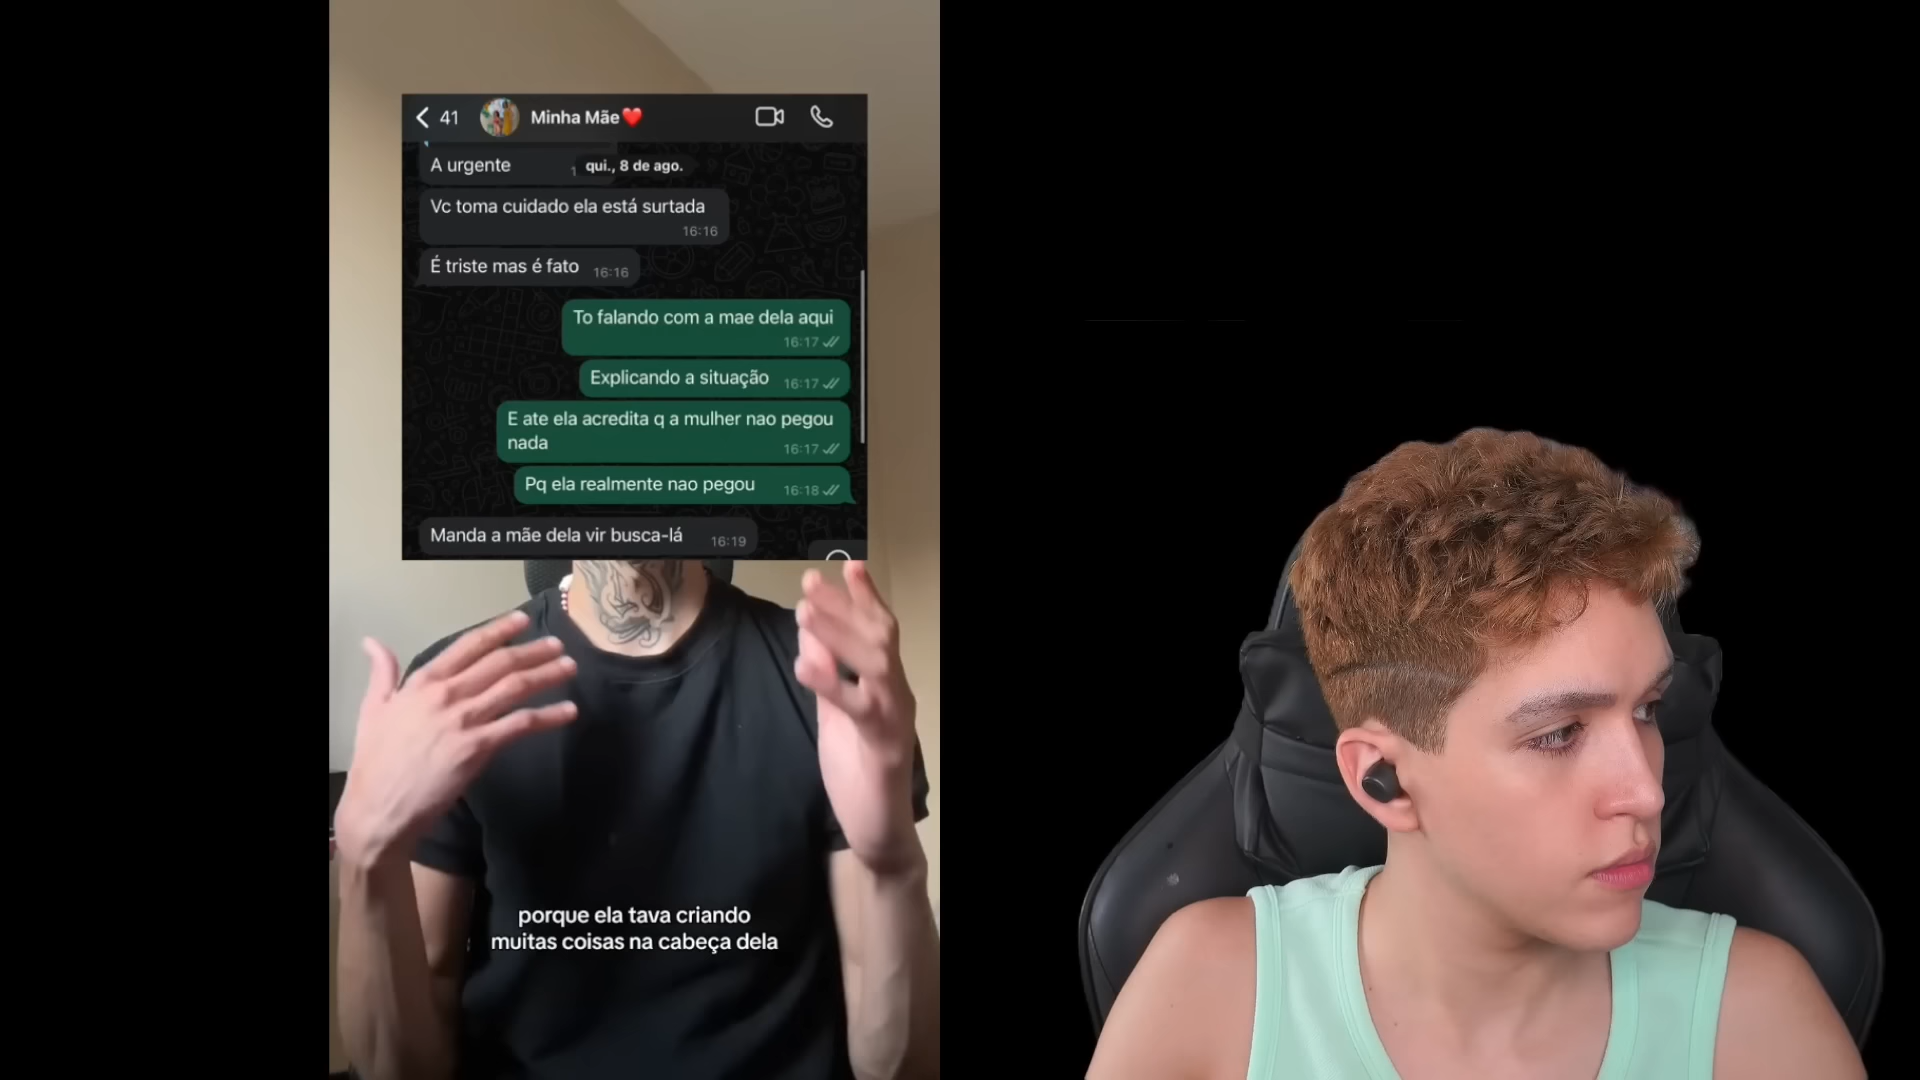 41 Minha Mãe❤️
A urgente
qui., 8 de ago.
Vc toma cuidado ela está surtada
16:16
É triste mas é fato 16:16
To falando com a mae dela aqui
16:17
Explicando a situação 16:17
E ate ela acredita q a mulher nao pegou
nada 16:17
Pq ela realmente nao pegou 16:18
Manda a mãe dela vir busca-lá 16:19
porque ela tava criando
muitas coisas na cabeça dela